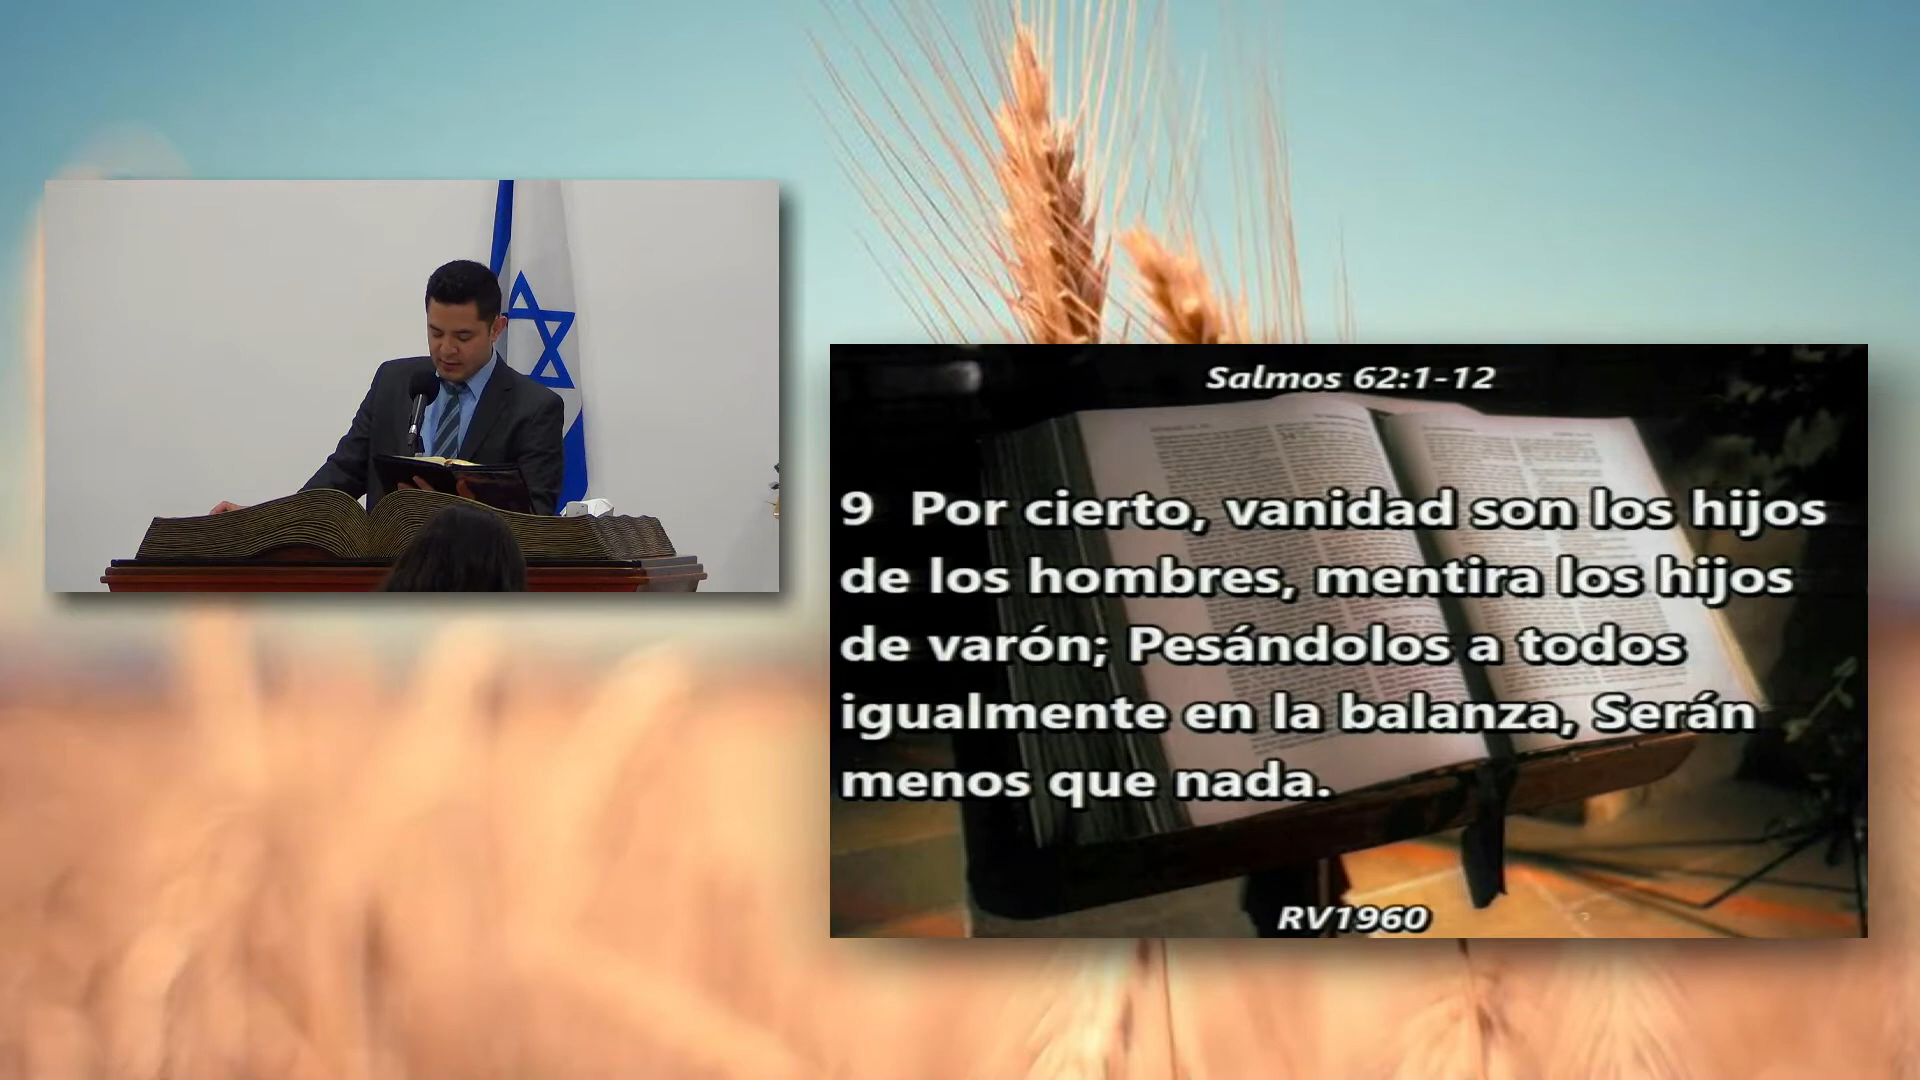 Salmos 62:1-12
9 Por cierto, vanidad son los hijos
de los hombres, mentira los hijos
de varón; Pesándolos a todos
igualmente en la balanza, Serán
menos que nada.
RV1960